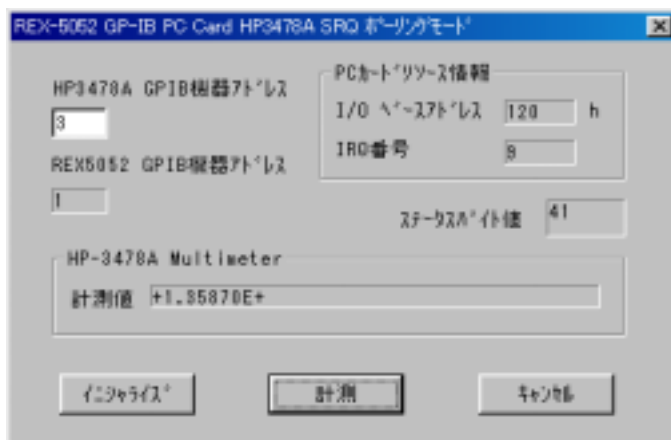 REX-5052 GP-IB PC Card HP3478A SRQ ﾎﾟｰﾘﾝｸﾞﾓｰﾄﾞ
HP3478A GPIB機器ｱﾄﾞﾚｽ
3
REX5052 GPIB機器ｱﾄﾞﾚｽ
1
PCｶｰﾄﾞﾘｿｰｽ情報
I/O ﾍﾞｰｽｱﾄﾞﾚｽ 120 h
IRQ番号 9
ｽﾃｰﾀｽﾊﾞｲﾄ値 41
HP-3478A Multimeter
計測値 +1.35870E+
ｲﾆｼｬﾗｲｽﾞ 計測 ｷｬﾝｾﾙ